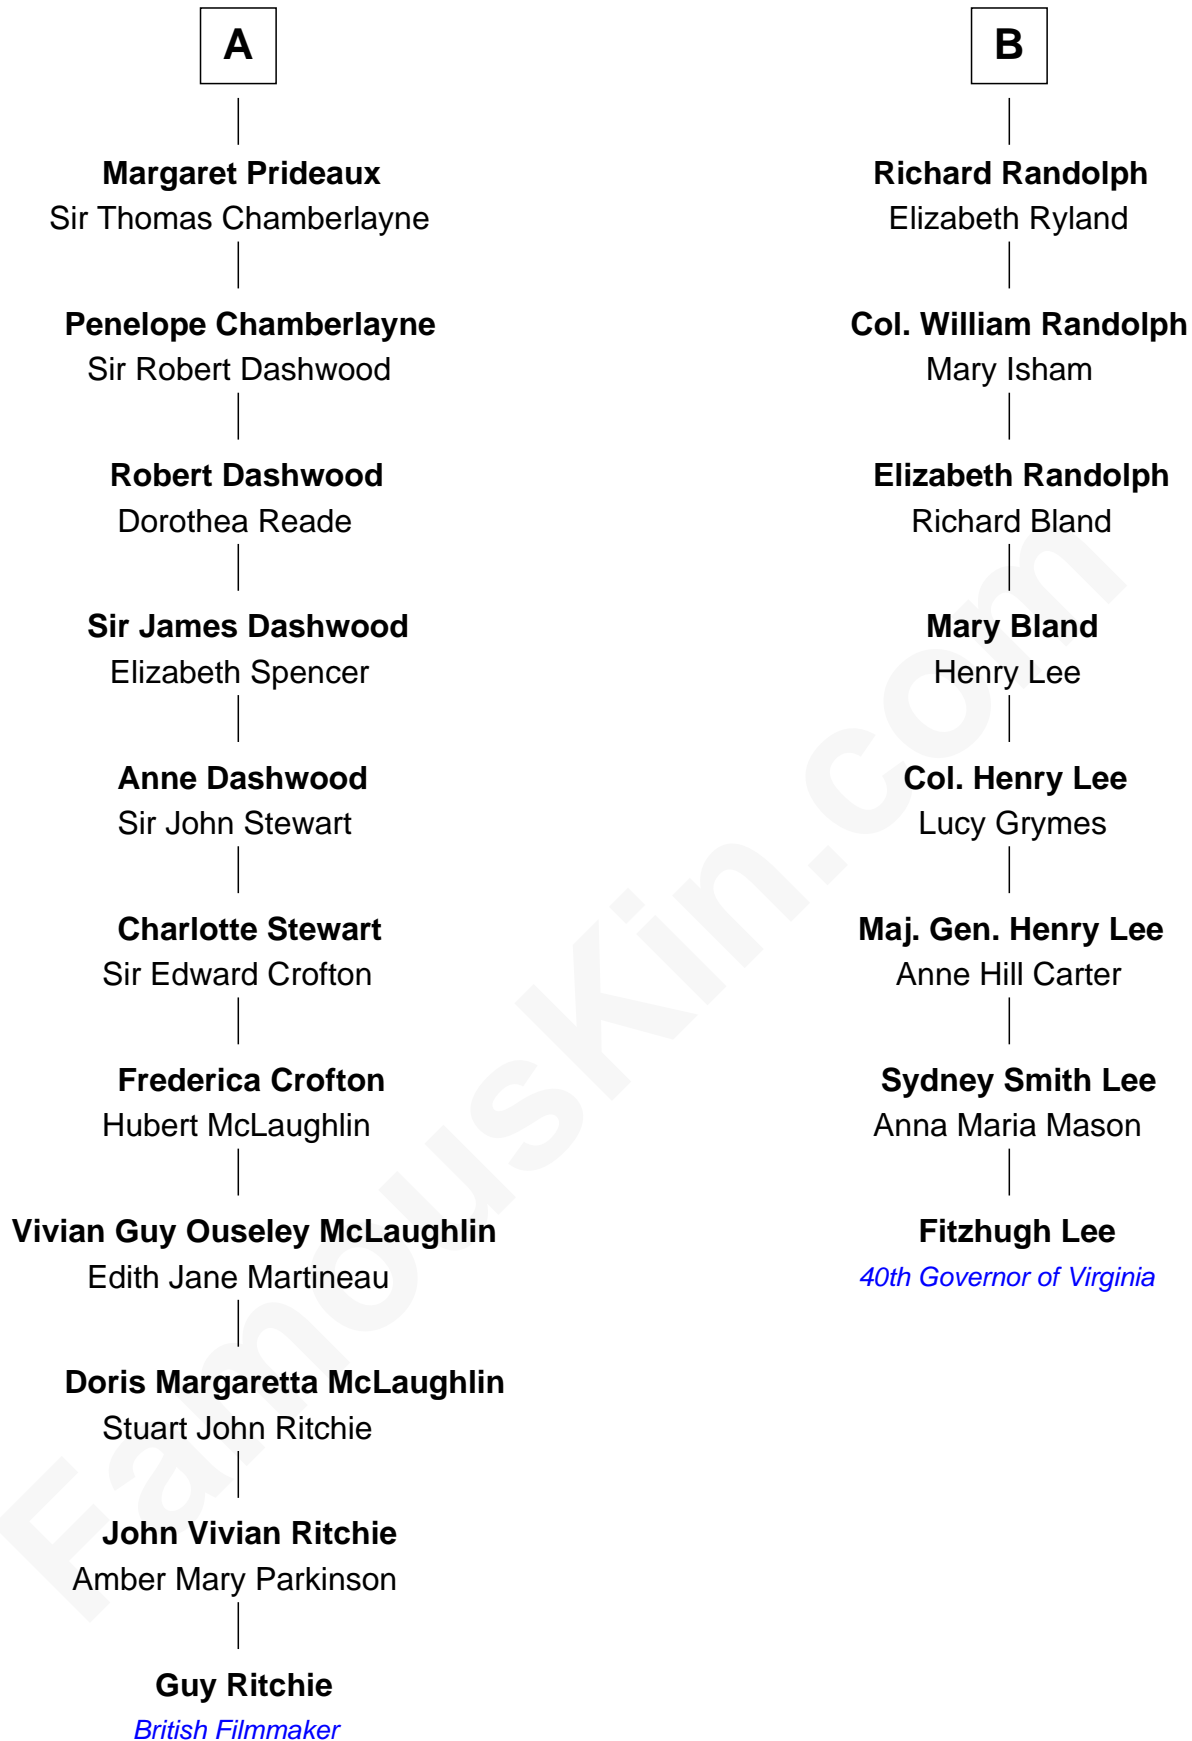 A
Margaret Prideaux
Sir Thomas Chamberlayne
Penelope Chamberlayne
Sir Robert Dashwood
Robert Dashwood
Dorothea Reade
Sir James Dashwood
Elizabeth Spencer
Anne Dashwood
Sir John Stewart
Charlotte Stewart
Sir Edward Crofton
Frederica Crofton
Hubert McLaughlin
Vivian Guy Ouseley McLaughlin
Edith Jane Martineau
Doris Margaretta McLaughlin
Stuart John Ritchie
John Vivian Ritchie
Amber Mary Parkinson
Guy Ritchie
British Filmmaker
B
Richard Randolph
Elizabeth Ryland
Col. William Randolph
Mary Isham
Elizabeth Randolph
Richard Bland
Mary Bland
Henry Lee
Col. Henry Lee
Lucy Grymes
Maj. Gen. Henry Lee
Anne Hill Carter
Sydney Smith Lee
Anna Maria Mason
Fitzhugh Lee
40th Governor of Virginia
FamousKin.com